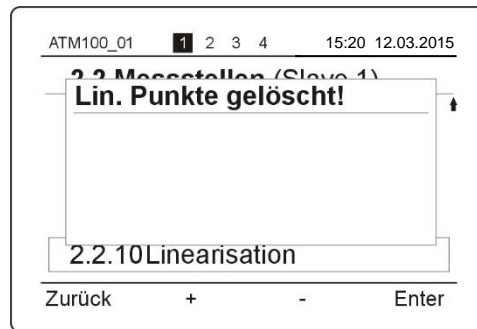 ATM100_01 1 2 3 4 15:20 12.03.2015
2.2 Messstellen (Slave 1)
Lin. Punkte gelöscht!
2.2.10Linearisation
Zurück + - Enter